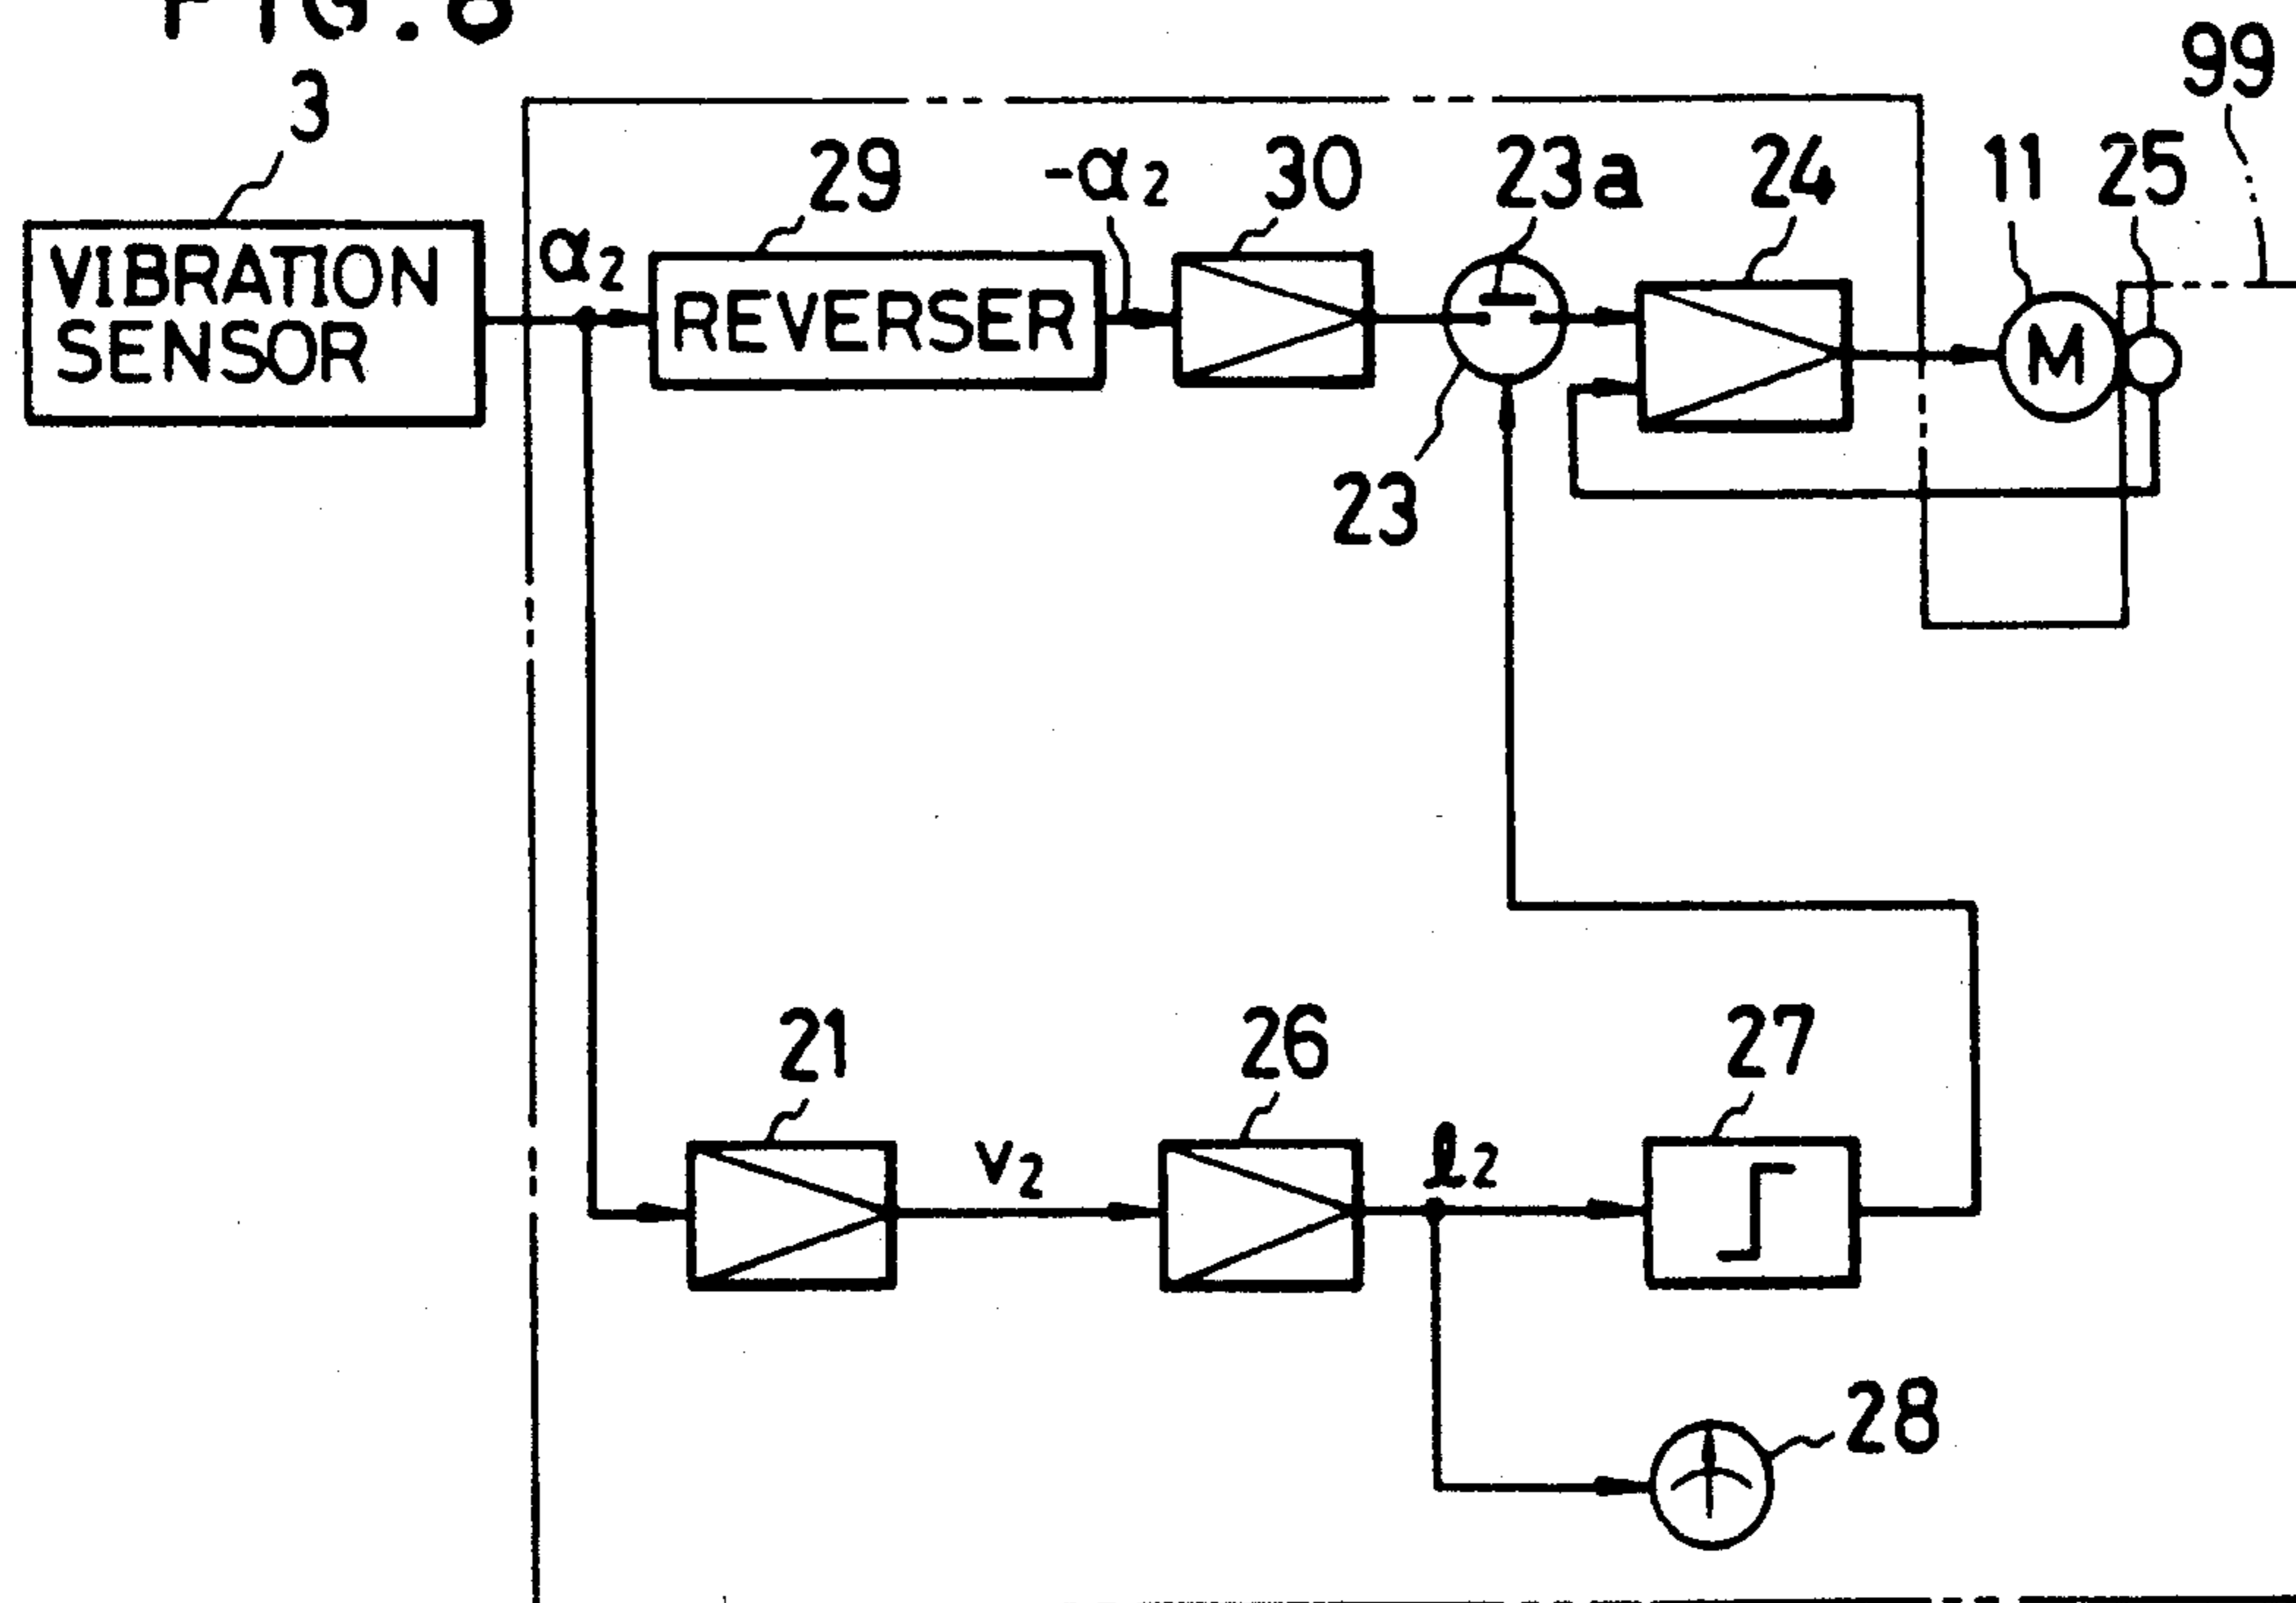 FIG.8
3
99
29
-α2
30
23a
24
11
25
α2
VIBRATION
SENSOR
REVERSER
M
23
21
26
27
v2
ℓ2
28